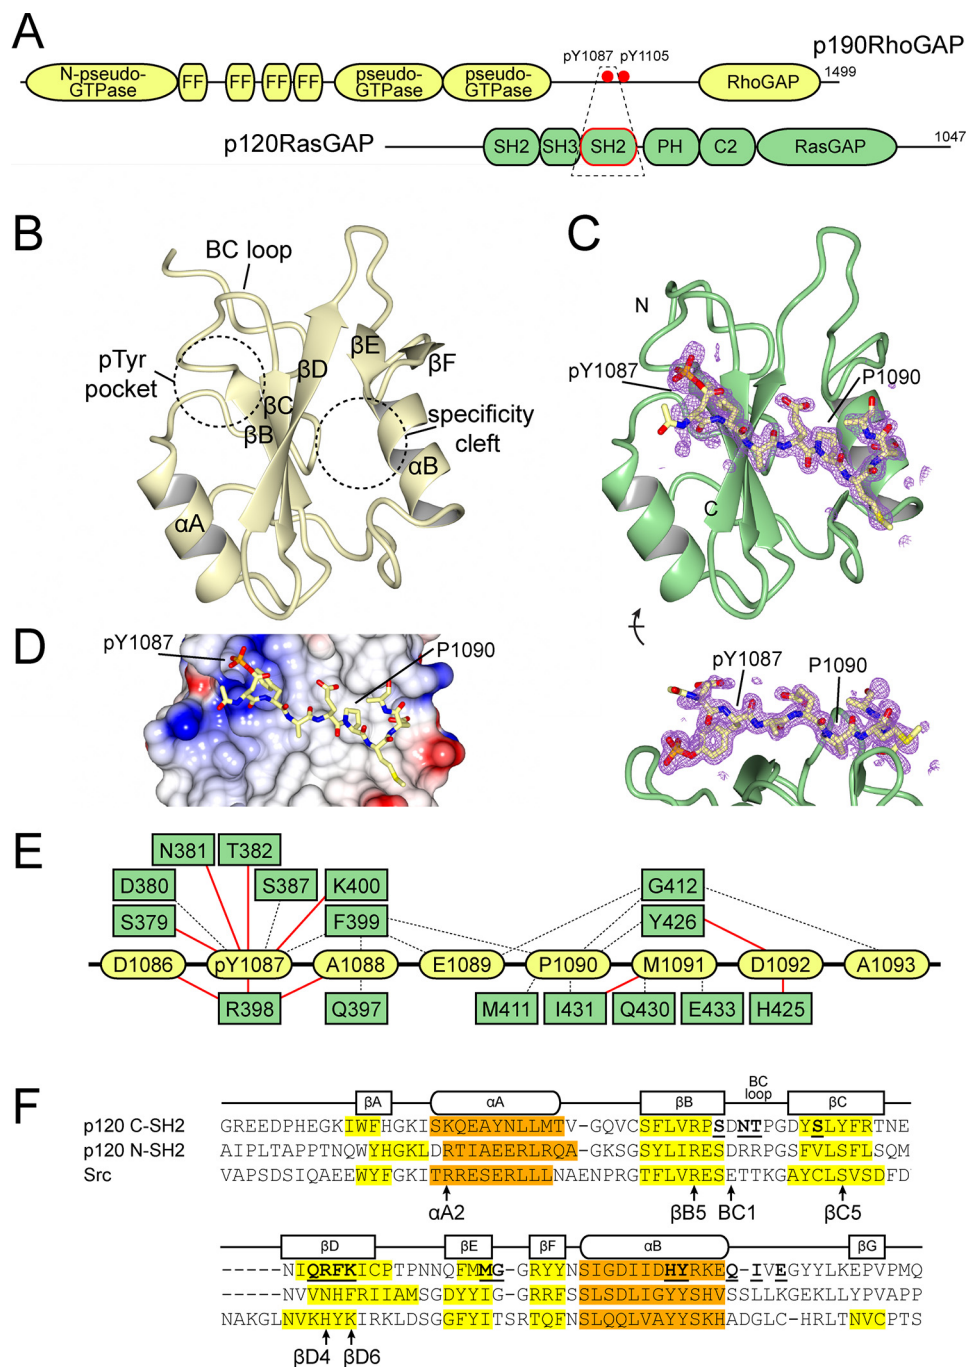 A
pY1087 pY1105 p190RhoGAP
N-pseudo-GTPase FF FF FF FF pseudo-GTPase pseudo-GTPase RhoGAP 1499
p120RasGAP SH2 SH3 SH2 PH C2 RasGAP 1047
B
BC loop
pTyr pocket
βD βE βF
βC
βB
specificity cleft
αB
αA
C
N
pY1087
P1090
C
pY1087
P1090
D
pY1087
P1090
E
N381 T382
D380 S387 K400 G412
S379 F399 Y426
D1086 pY1087 A1088 E1089 P1090 M1091 D1092 A1093
R398 Q397 M411 I431 Q430 E433 H425
F
βA αA βB BC loop βC
p120 C-SH2 GREEDPHEGKIWFHGKISKQEAYNLLMTV-GQVCSFLVRPSDNTPGDYSLYFRTNE
p120 N-SH2 AIPLTAPPTNQWYHGKLDRTIAEERLRQA-GKSGSYLIRESDRRPGSFVLSFLSQM
Src VAPSDSIQAEEWYFGKITRRESERLLLNAENPRGTFLVRESETTKGAYCLSVSDFD
αA2 βB5 BC1 βC5
βD βE βF αB βG
-----NIQRFKICPTPNNQFMMGG-RYYNSIGDIIDHYRKEQ-IVEGYYLKEPVPMQ
-----NVVNHFRIIAMSGDYYIG-GRRFSSLSDLIGYYSHVSSLLKGEKLLYPVAPP
NAKGLNVKHYKIRKLDSGGFYITSRTQFNSLQQLVAYYSKHADGLC-HRLTNVCPTS
βD4 βD6